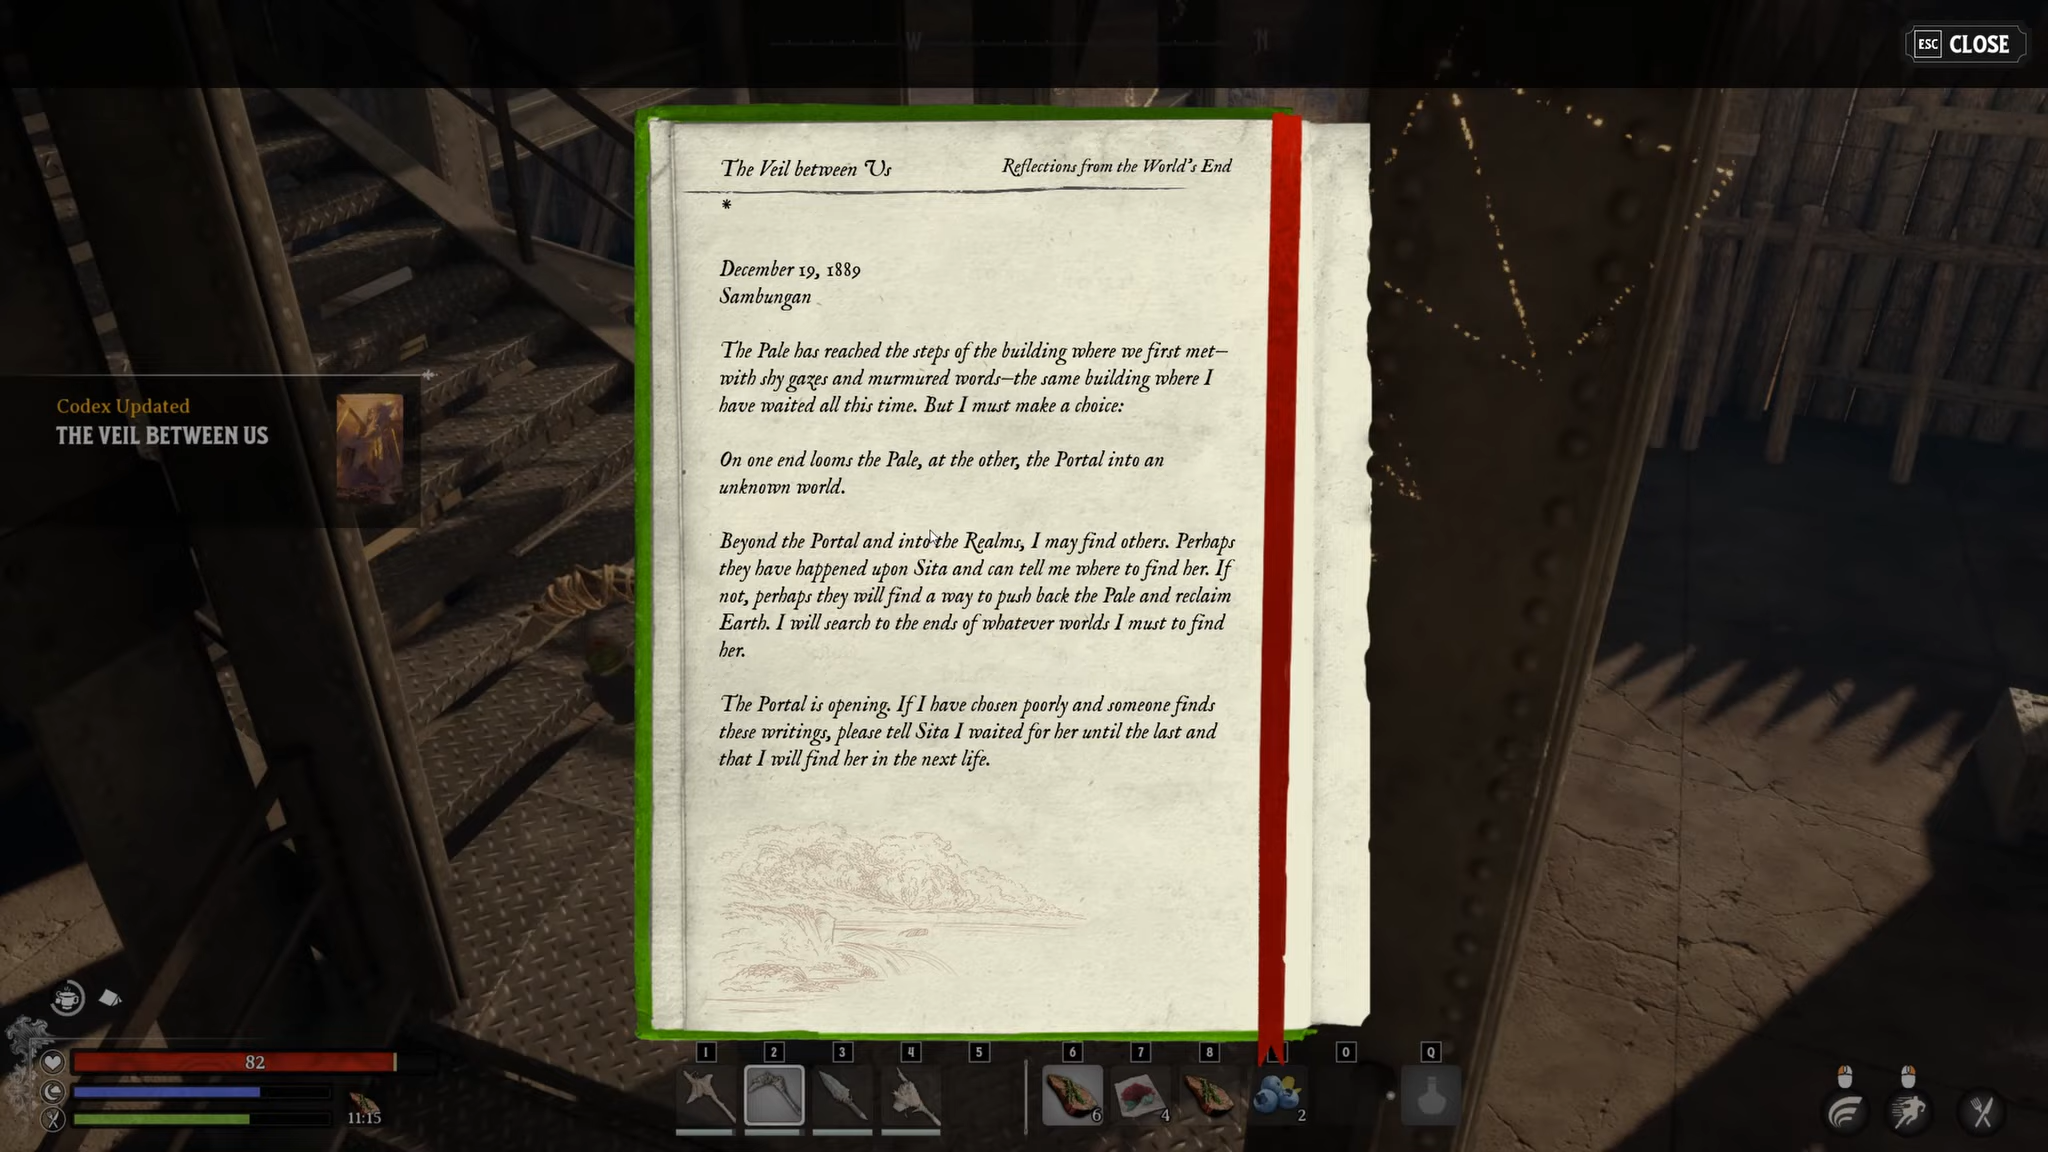 W
N
ESC CLOSE
The Veil between Us
Reflections from the World's End
*
December 19, 1889
Sambungan
The Pale has reached the steps of the building where we first met—
with shy gazes and murmured words—the same building where I
have waited all this time. But I must make a choice:
On one end looms the Pale, at the other, the Portal into an
unknown world.
Beyond the Portal and into the Realms, I may find others. Perhaps
they have happened upon Sita and can tell me where to find her. If
not, perhaps they will find a way to push back the Pale and reclaim
Earth. I will search to the ends of whatever worlds I must to find
her.
The Portal is opening. If I have chosen poorly and someone finds
these writings, please tell Sita I waited for her until the last and
that I will find her in the next life.
Codex Updated
THE VEIL BETWEEN US
82
11:15
1 2 3 4 5 6 7 8 0 Q
6 4 2